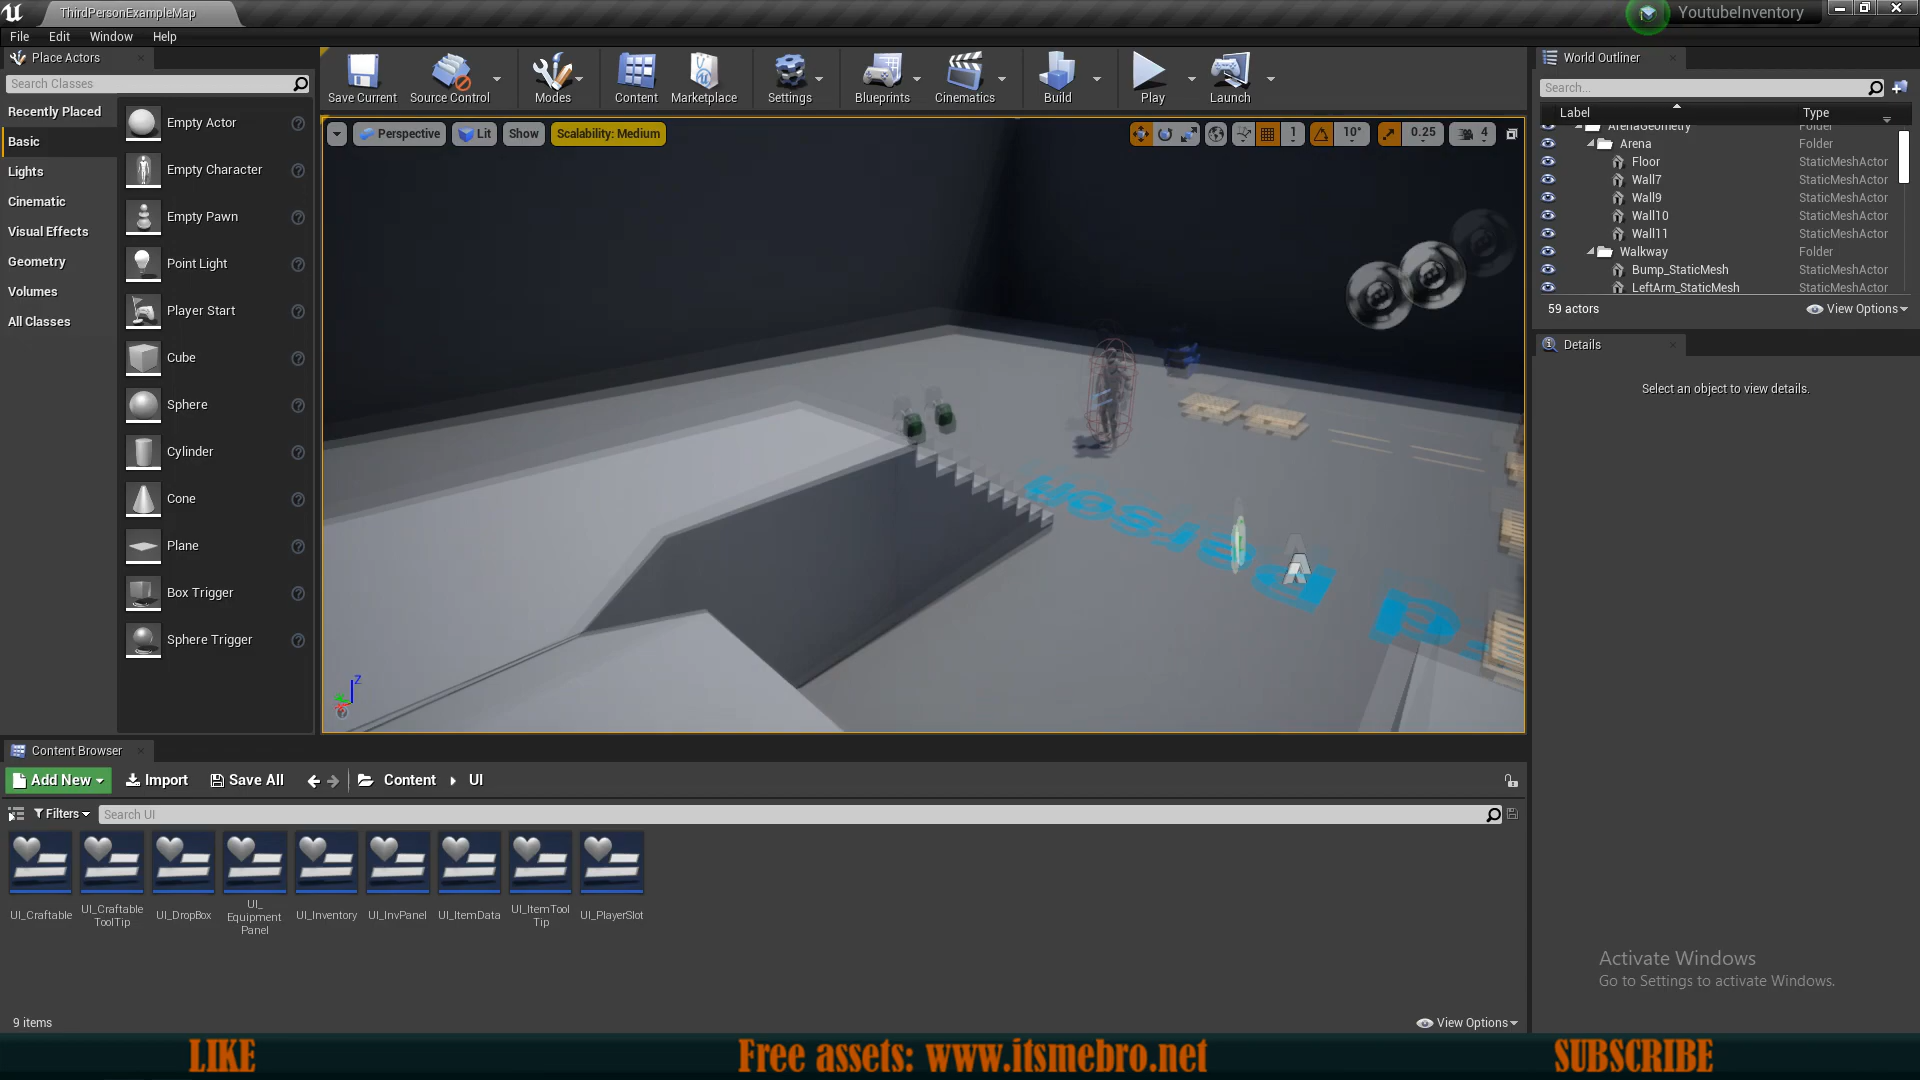 ThirdPersonExampleMap
YoutubeInventory
File Edit Window Help
Place Actors
Search Classes
Recently Placed
Basic
Lights
Cinematic
Visual Effects
Geometry
Volumes
All Classes
Empty Actor
Empty Character
Empty Pawn
Point Light
Player Start
Cube
Sphere
Cylinder
Cone
Plane
Box Trigger
Sphere Trigger
Save Current
Source Control
Modes
Content
Marketplace
Settings
Blueprints
Cinematics
Build
Play
Launch
Perspective
Lit
Show
Scalability: Medium
1
10°
0.25
4
Z
World Outliner
Search...
Label Type
ArenaGeometry Folder
Arena Folder
Floor StaticMeshActor
Wall7 StaticMeshActor
Wall9 StaticMeshActor
Wall10 StaticMeshActor
Wall11 StaticMeshActor
Walkway Folder
Bump_StaticMesh StaticMeshActor
LeftArm_StaticMesh StaticMeshActor
59 actors
View Options
Details
Select an object to view details.
Content Browser
Add New
Import
Save All
Content
UI
Filters
Search UI
UI_Craftable
UI_Craftable
ToolTip
UI_DropBox
UI_
Equipment
Panel
UI_Inventory
UI_InvPanel
UI_ItemData
UI_ItemTool
Tip
UI_PlayerSlot
9 items
View Options
Activate Windows
Go to Settings to activate Windows.
LIKE
Free assets: www.itsmebro.net
SUBSCRIBE